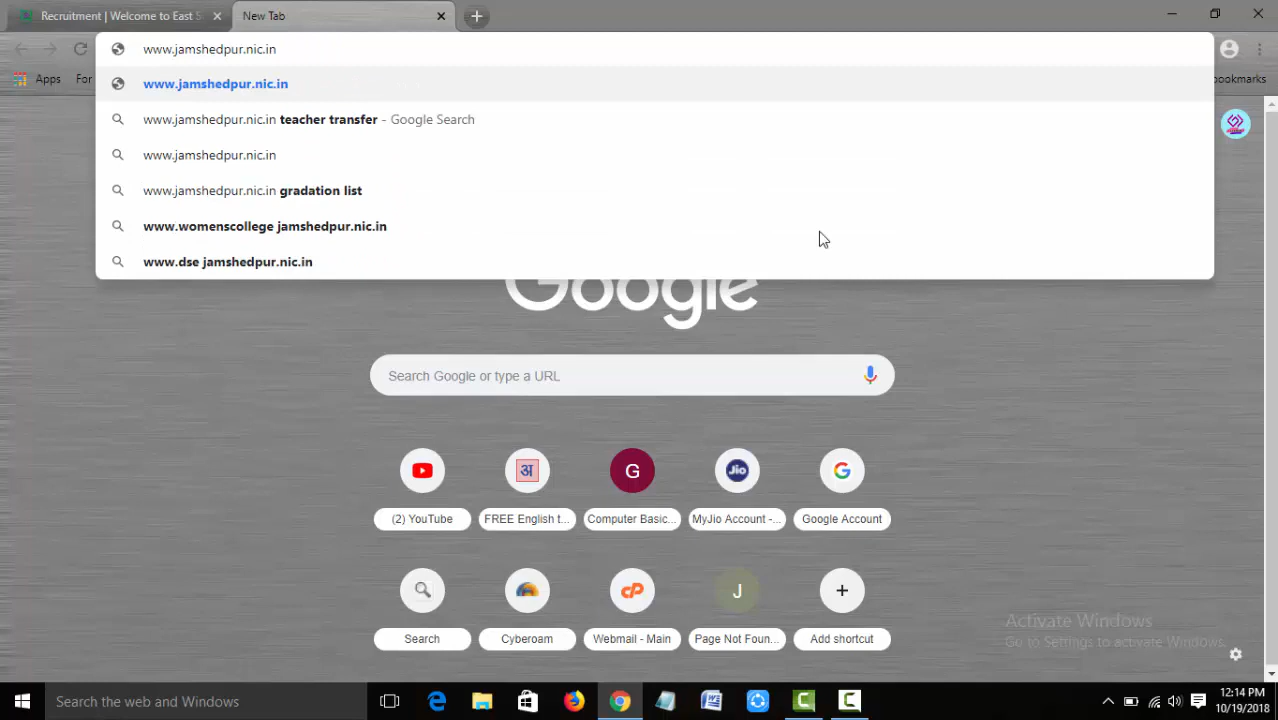 Recruitment | Welcome to East S
New Tab
www.jamshedpur.nic.in
Apps
For
bookmarks
www.jamshedpur.nic.in
www.jamshedpur.nic.in teacher transfer - Google Search
www.jamshedpur.nic.in
www.jamshedpur.nic.in gradation list
www.womenscollege jamshedpur.nic.in
www.dse jamshedpur.nic.in
Google
Search Google or type a URL
अ
G
Jio
G
(2) YouTube
FREE English t...
Computer Basic...
MyJio Account -...
Google Account
cP
J
Search
Cyberoam
Webmail - Main
Page Not Foun...
Add shortcut
Activate Windows
Go to Settings to activate Windows.
Search the web and Windows
12:14 PM
10/19/2018